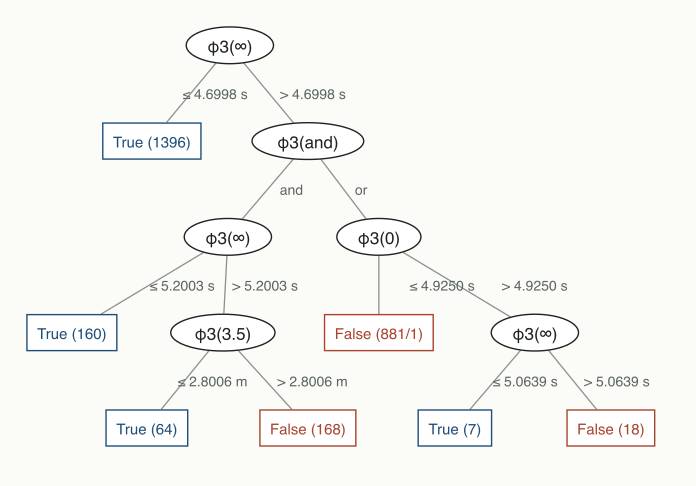 φ3(∞)
≤ 4.6998 s
> 4.6998 s
True (1396)
φ3(and)
and
or
φ3(∞)
φ3(0)
≤ 5.2003 s
> 5.2003 s
≤ 4.9250 s
> 4.9250 s
True (160)
φ3(3.5)
False (881/1)
φ3(∞)
≤ 2.8006 m
> 2.8006 m
≤ 5.0639 s
> 5.0639 s
True (64)
False (168)
True (7)
False (18)